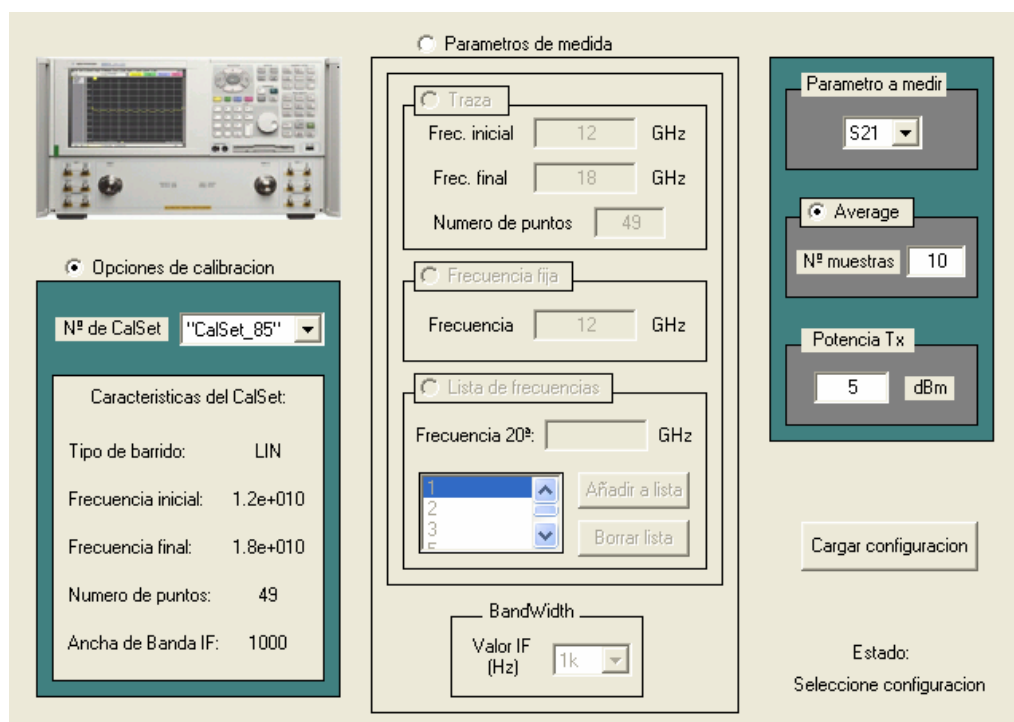 Parametros de medida
Traza
Frec. inicial 12 GHz
Frec. final 18 GHz
Numero de puntos 49
Frecuencia fija
Frecuencia 12 GHz
Lista de frecuencias
Frecuencia 20ª: GHz
1
2
3
Añadir a lista
Borrar lista
BandWidth
Valor IF
(Hz)
1k
Opciones de calibracion
Nº de CalSet "CalSet_85"
Caracteristicas del CalSet:
Tipo de barrido: LIN
Frecuencia inicial: 1.2e+010
Frecuencia final: 1.8e+010
Numero de puntos: 49
Ancha de Banda IF: 1000
Parametro a medir
S21
Average
Nº muestras 10
Potencia Tx
5 dBm
Cargar configuracion
Estado:
Seleccione configuracion